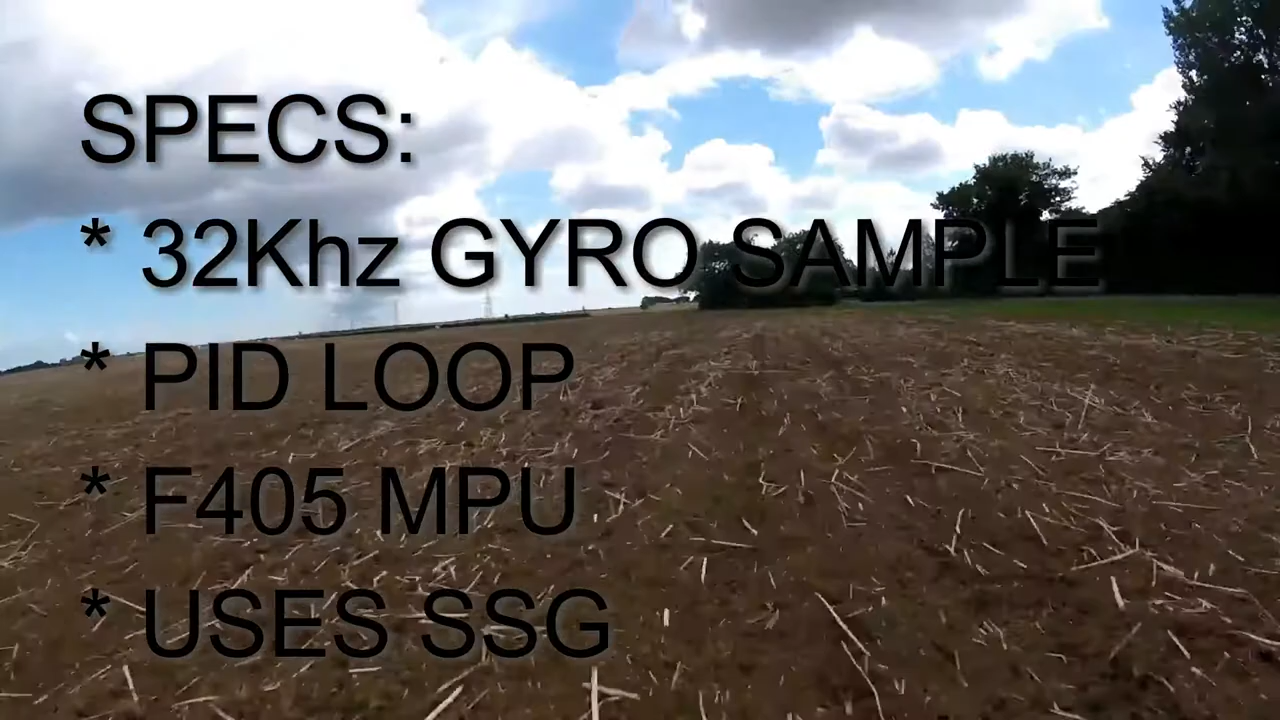 SPECS:
* 32Khz GYRO SAMPLE
* PID LOOP
* F405 MPU
* USES SSG